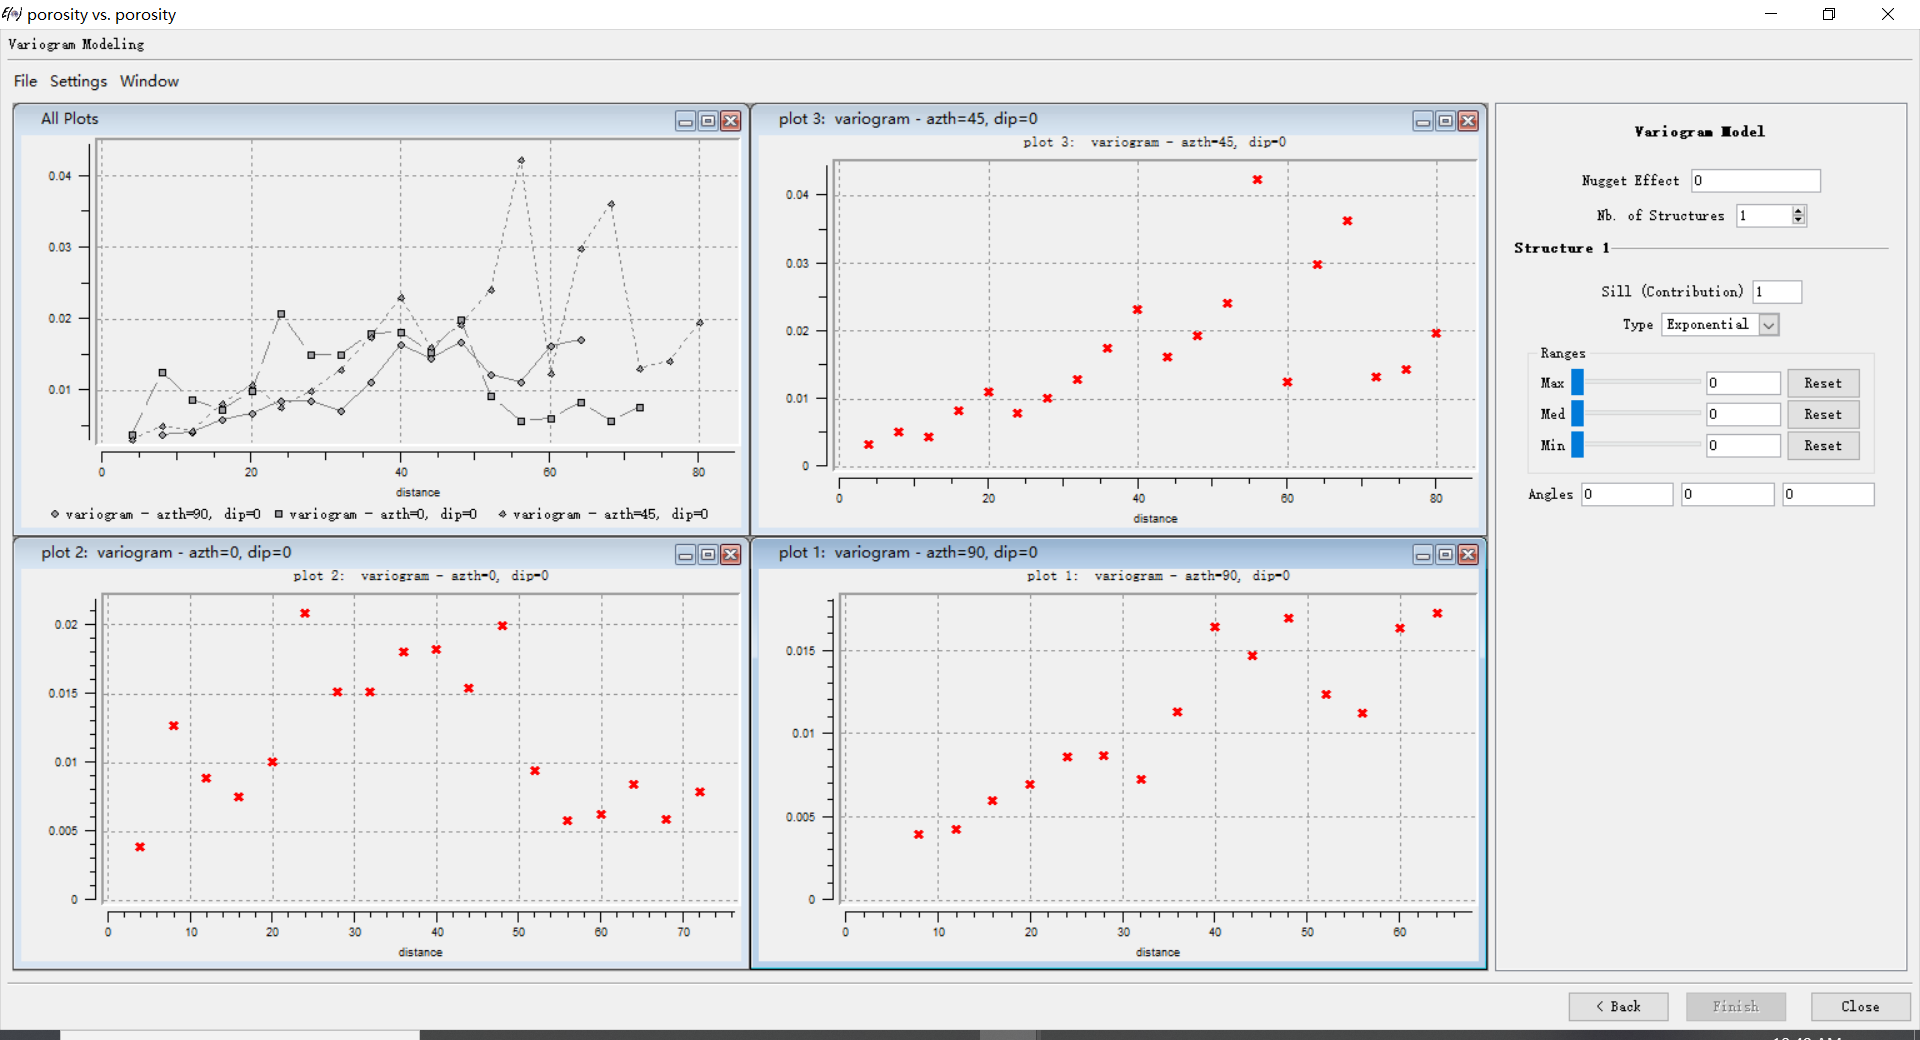 porosity vs. porosity
Variogram Modeling
File Settings Window
All Plots
0.04
0.03
0.02
0.01
0 20 40 60 80
distance
variogram - azth=90, dip=0 variogram - azth=0, dip=0 variogram - azth=45, dip=0
plot 3: variogram - azth=45, dip=0
plot 3: variogram - azth=45, dip=0
0.04
0.03
0.02
0.01
0
0 20 40 60 80
distance
plot 2: variogram - azth=0, dip=0
plot 2: variogram - azth=0, dip=0
0.02
0.015
0.01
0.005
0
0 10 20 30 40 50 60 70
distance
plot 1: variogram - azth=90, dip=0
plot 1: variogram - azth=90, dip=0
0.015
0.01
0.005
0
0 10 20 30 40 50 60
distance
Variogram Model
Nugget Effect 0
Nb. of Structures 1
Structure 1
Sill (Contribution) 1
Type Exponential
Ranges
Max 0 Reset
Med 0 Reset
Min 0 Reset
Angles 0 0 0
< Back Finish Close